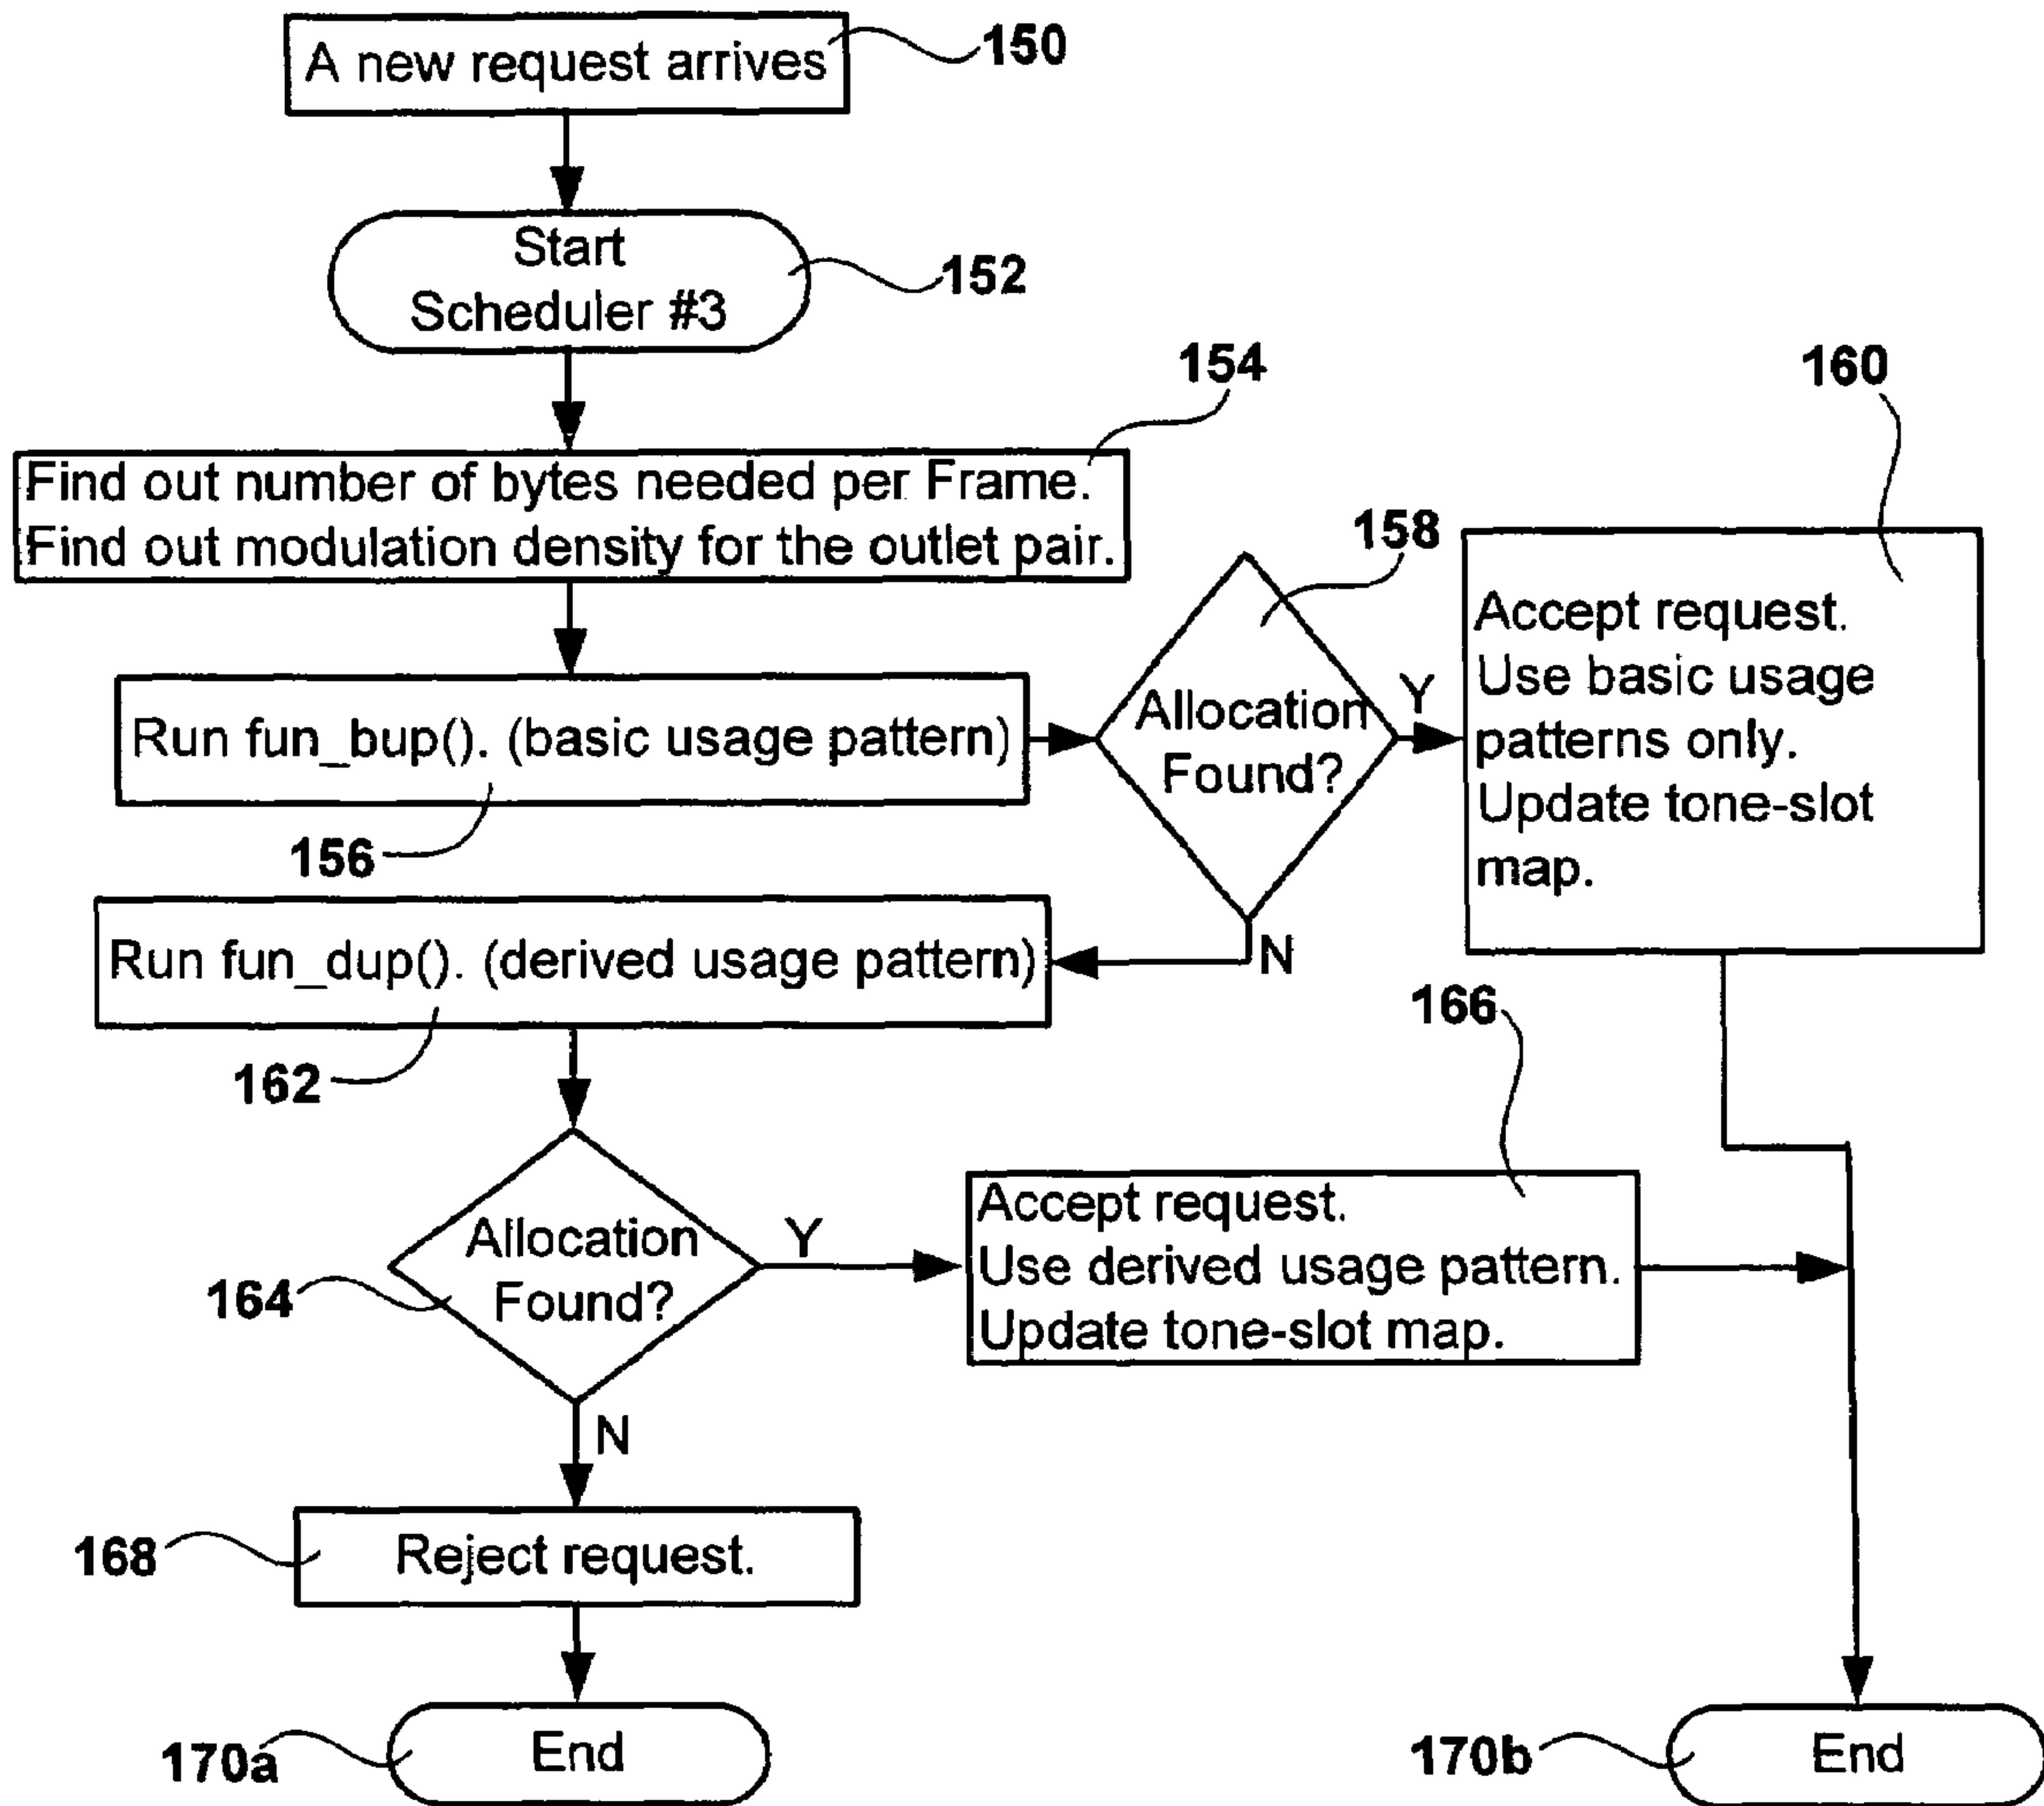 A new request arrives
150
Start
Scheduler #3
152
154
Find out number of bytes needed per Frame.
Find out modulation density for the outlet pair.
Run fun_bup(). (basic usage pattern)
156
158
Allocation
Found?
Y
N
160
Accept request.
Use basic usage
patterns only.
Update tone-slot
map.
Run fun_dup(). (derived usage pattern)
162
164
Allocation
Found?
Y
N
166
Accept request.
Use derived usage pattern.
Update tone-slot map.
168
Reject request.
170a
End
170b
End